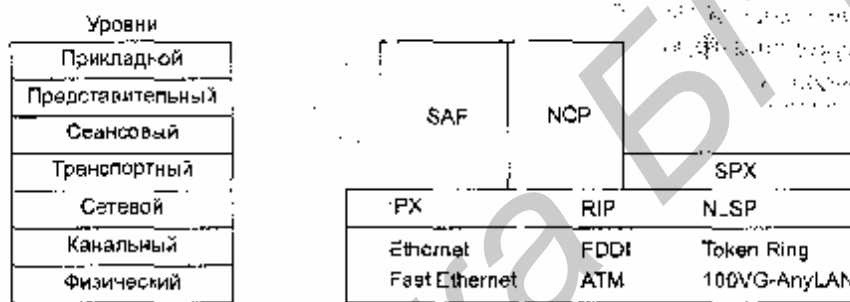 Уровни
Прикладной
Представительный
Сеансовый
Транспортный
Сетевой
Канальный
Физический
SAP NCP
SPX
IPX RIP NLSP
Ethernet FDDI Token Ring
Fast Ethernet ATM 100VG-AnyLAN